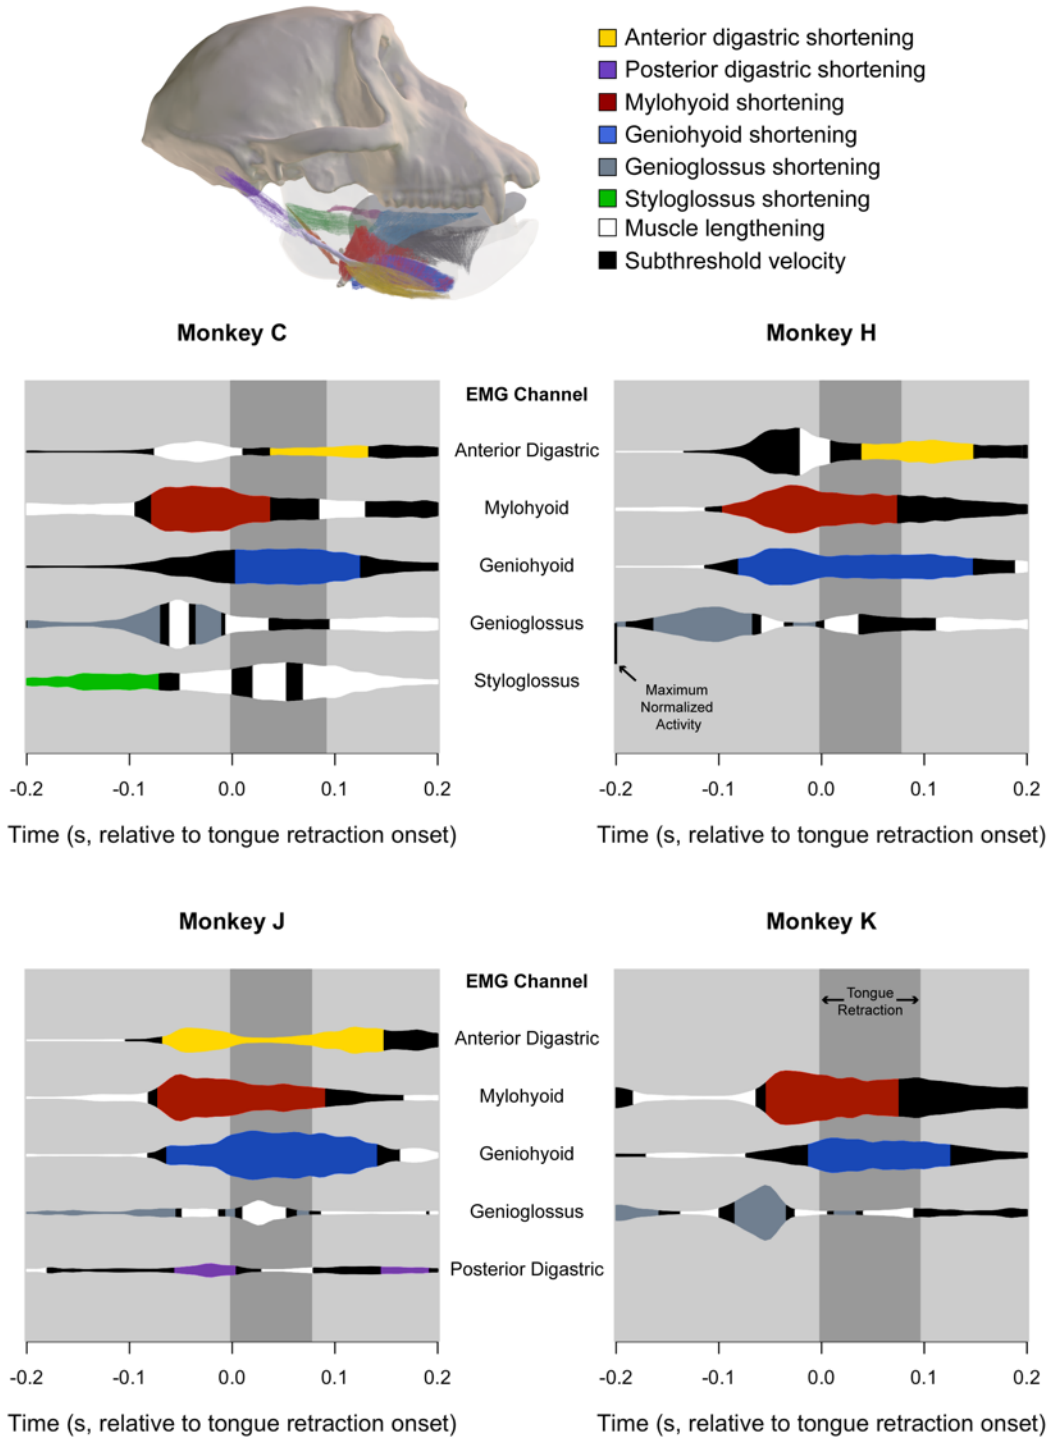 Anterior digastric shortening
Posterior digastric shortening
Mylohyoid shortening
Geniohyoid shortening
Genioglossus shortening
Styloglossus shortening
Muscle lengthening
Subthreshold velocity
Monkey C
Monkey H
EMG Channel
Anterior Digastric
Mylohyoid
Geniohyoid
Genioglossus
Styloglossus
Maximum
Normalized
Activity
-0.2 -0.1 0.0 0.1 0.2
-0.2 -0.1 0.0 0.1 0.2
Time (s, relative to tongue retraction onset)
Time (s, relative to tongue retraction onset)
Monkey J
Monkey K
EMG Channel
Tongue
Retraction
Anterior Digastric
Mylohyoid
Geniohyoid
Genioglossus
Posterior Digastric
-0.2 -0.1 0.0 0.1 0.2
-0.2 -0.1 0.0 0.1 0.2
Time (s, relative to tongue retraction onset)
Time (s, relative to tongue retraction onset)